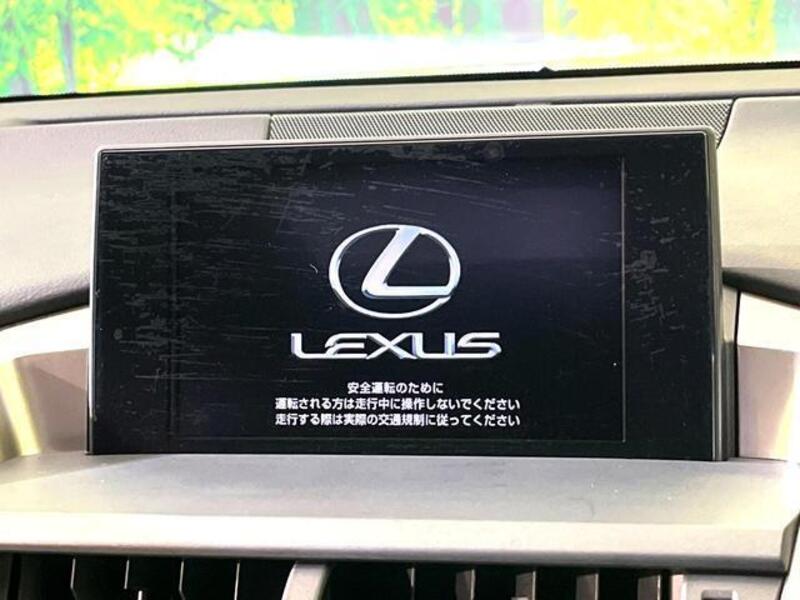 LEXUS
安全運転のために
運転される方は走行中に操作しないでください
走行する際は実際の交通規制に従ってください